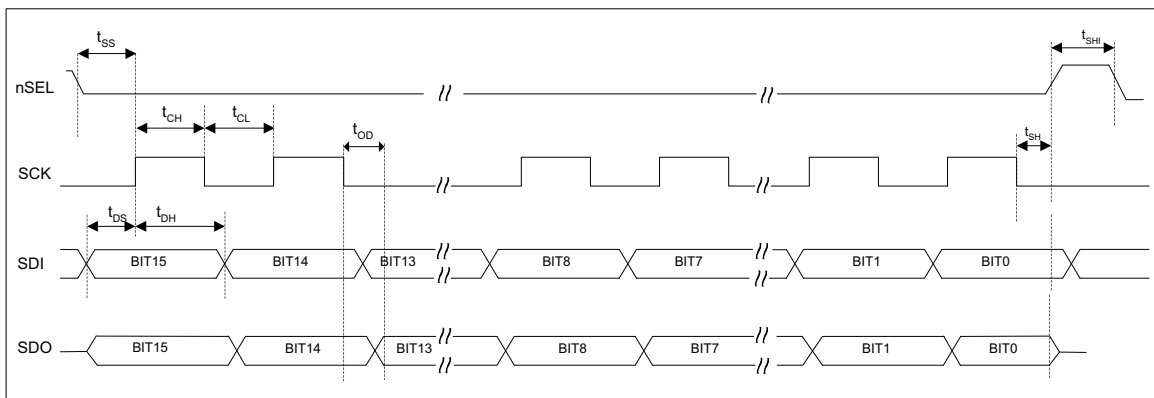 tSS
tSHI
nSEL
tCH
tCL
tOD
tSH
SCK
tDS
tDH
SDI
BIT15
BIT14
BIT13
BIT8
BIT7
BIT1
BIT0
SDO
BIT15
BIT14
BIT13
BIT8
BIT7
BIT1
BIT0